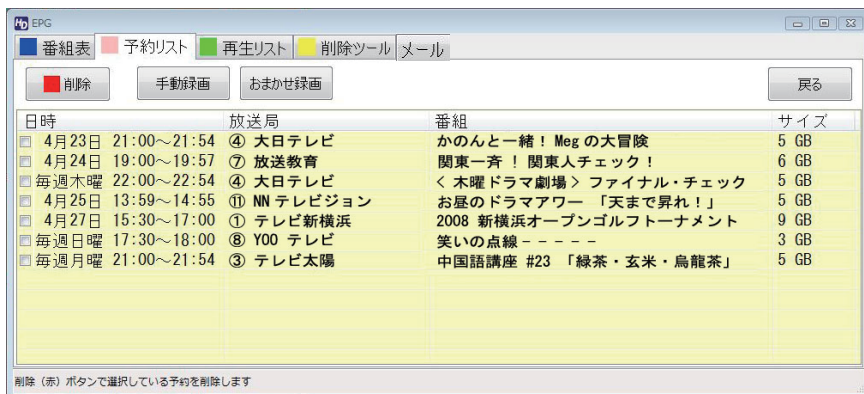 HD EPG
番組表 予約リスト 再生リスト 削除ツール メール
削除 手動録画 おまかせ録画 戻る
日時 放送局 番組 サイズ
4月23日 21:00～21:54 ④ 大日テレビ かのんと一緒！ Meg の大冒険 5 GB
4月24日 19:00～19:57 ⑦ 放送教育 関東一斉 ！ 関東人チェック！ 6 GB
毎週木曜 22:00～22:54 ④ 大日テレビ < 木曜ドラマ劇場 > ファイナル・チェック 5 GB
4月25日 13:59～14:55 ⑪ NN テレビジョン お昼のドラマアワー 「天まで昇れ！」 5 GB
4月27日 15:30～17:00 ① テレビ新横浜 2008 新横浜オープンゴルフトーナメント 9 GB
毎週日曜 17:30～18:00 ⑧ YOO テレビ 笑いの点線 － － － － － 3 GB
毎週月曜 21:00～21:54 ③ テレビ太陽 中国語講座 #23 「緑茶・玄米・烏龍茶」 5 GB
削除（赤）ボタンで選択している予約を削除します